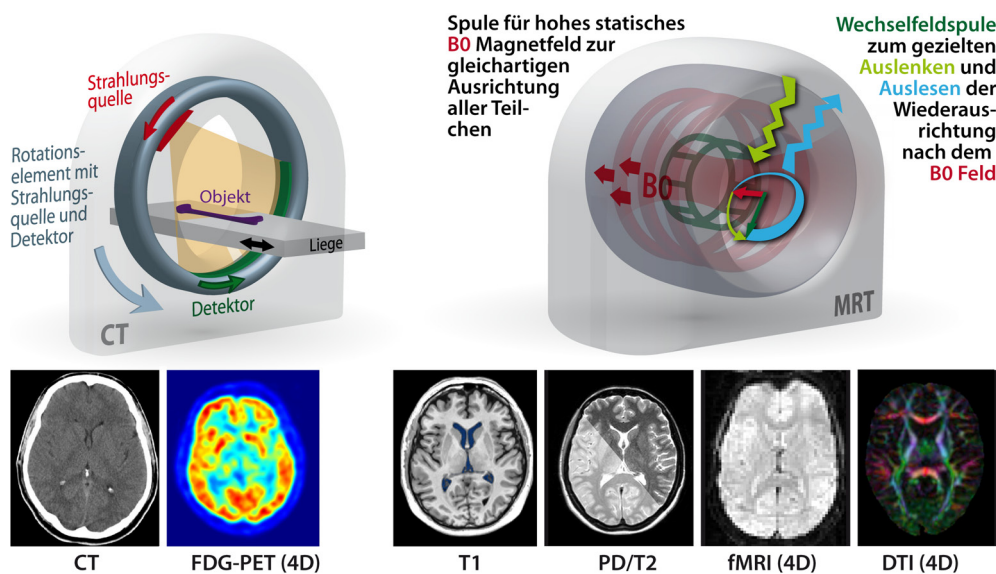 Strahlungs-
quelle
Rotations-
element mit
Strahlungs-
quelle und
Detektor
Objekt
Liege
Detektor
CT
Spule für hohes statisches
B0 Magnetfeld zur
gleichartigen
Ausrichtung
aller Teil-
chen
Wechselfeldspule
zum gezielten
Auslenken und
Auslesen der
Wiederaus-
richtung
nach dem
B0 Feld
B0
MRT
CT
FDG-PET (4D)
T1
PD/T2
fMRI (4D)
DTI (4D)